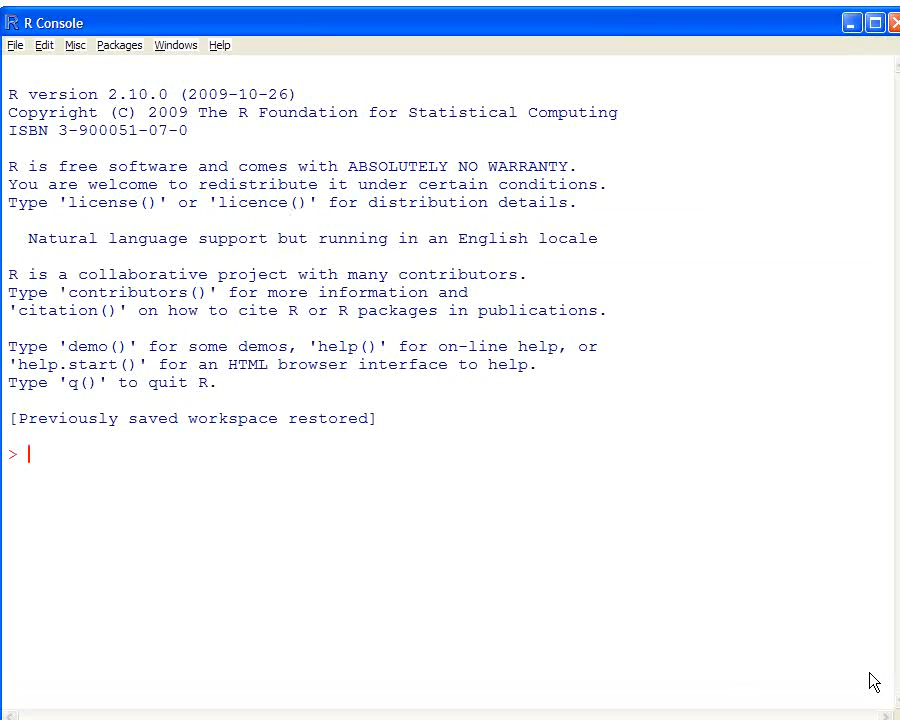 R Console
File Edit Misc Packages Windows Help
R version 2.10.0 (2009-10-26)
Copyright (C) 2009 The R Foundation for Statistical Computing
ISBN 3-900051-07-0
R is free software and comes with ABSOLUTELY NO WARRANTY.
You are welcome to redistribute it under certain conditions.
Type 'license()' or 'licence()' for distribution details.
Natural language support but running in an English locale
R is a collaborative project with many contributors.
Type 'contributors()' for more information and
'citation()' on how to cite R or R packages in publications.
Type 'demo()' for some demos, 'help()' for on-line help, or
'help.start()' for an HTML browser interface to help.
Type 'q()' to quit R.
[Previously saved workspace restored]
>